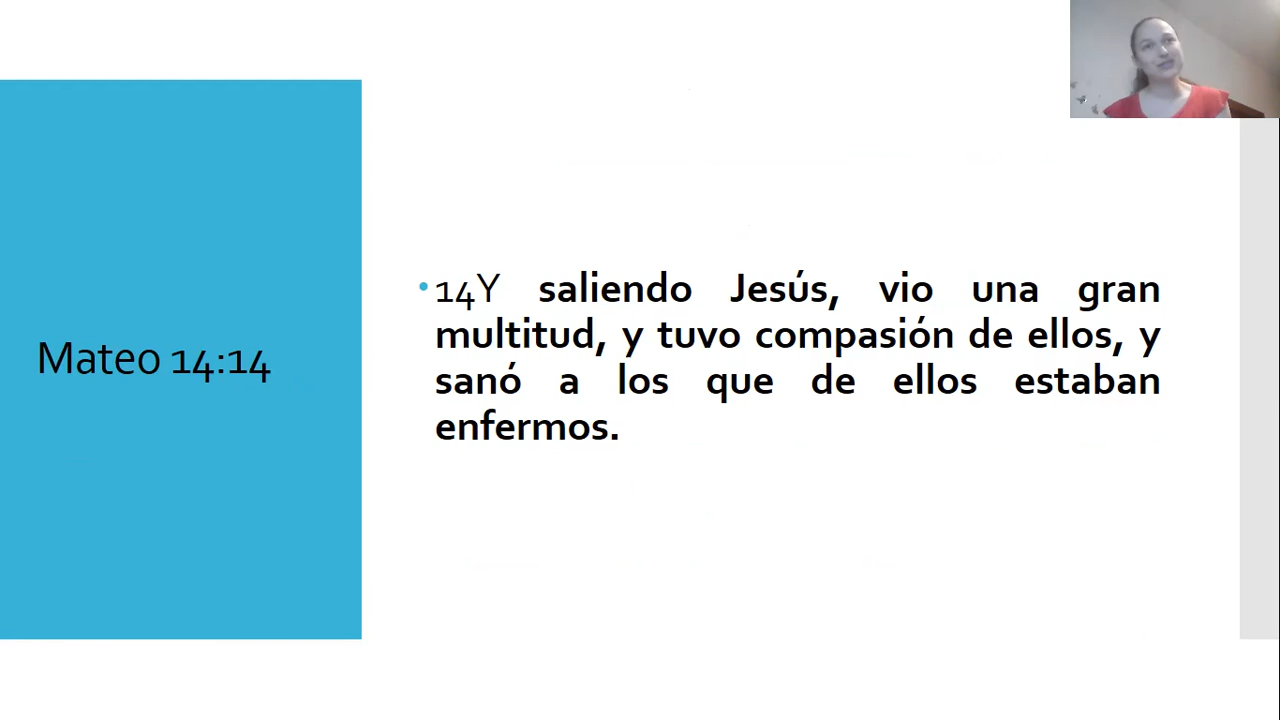 Mateo 14:14
•14Y saliendo Jesús, vio una gran
multitud, y tuvo compasión de ellos, y
sanó a los que de ellos estaban
enfermos.